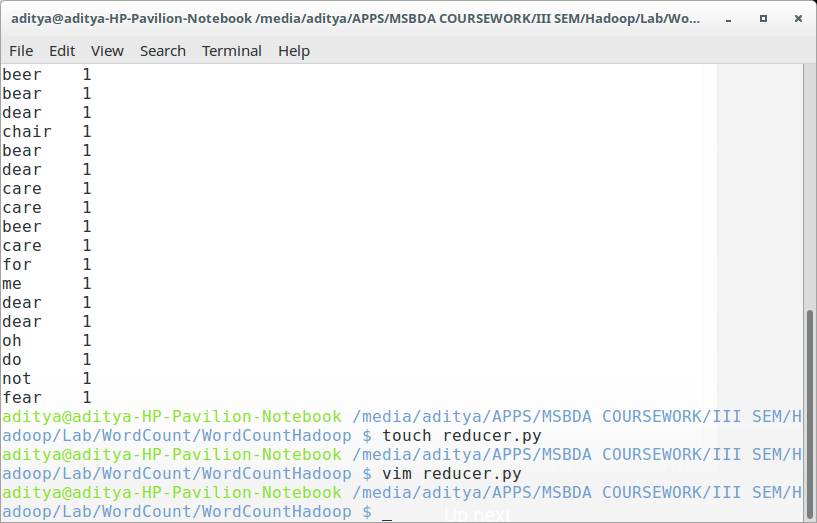 aditya@aditya-HP-Pavilion-Notebook /media/aditya/APPS/MSBDA COURSEWORK/III SEM/Hadoop/Lab/Wo...
File Edit View Search Terminal Help
beer 1
bear 1
dear 1
chair 1
bear 1
dear 1
care 1
care 1
beer 1
care 1
for 1
me 1
dear 1
dear 1
oh 1
do 1
not 1
fear 1
aditya@aditya-HP-Pavilion-Notebook /media/aditya/APPS/MSBDA COURSEWORK/III SEM/H
adoop/Lab/WordCount/WordCountHadoop $ touch reducer.py
aditya@aditya-HP-Pavilion-Notebook /media/aditya/APPS/MSBDA COURSEWORK/III SEM/H
adoop/Lab/WordCount/WordCountHadoop $ vim reducer.py
aditya@aditya-HP-Pavilion-Notebook /media/aditya/APPS/MSBDA COURSEWORK/III SEM/H
adoop/Lab/WordCount/WordCountHadoop $ _
Up next